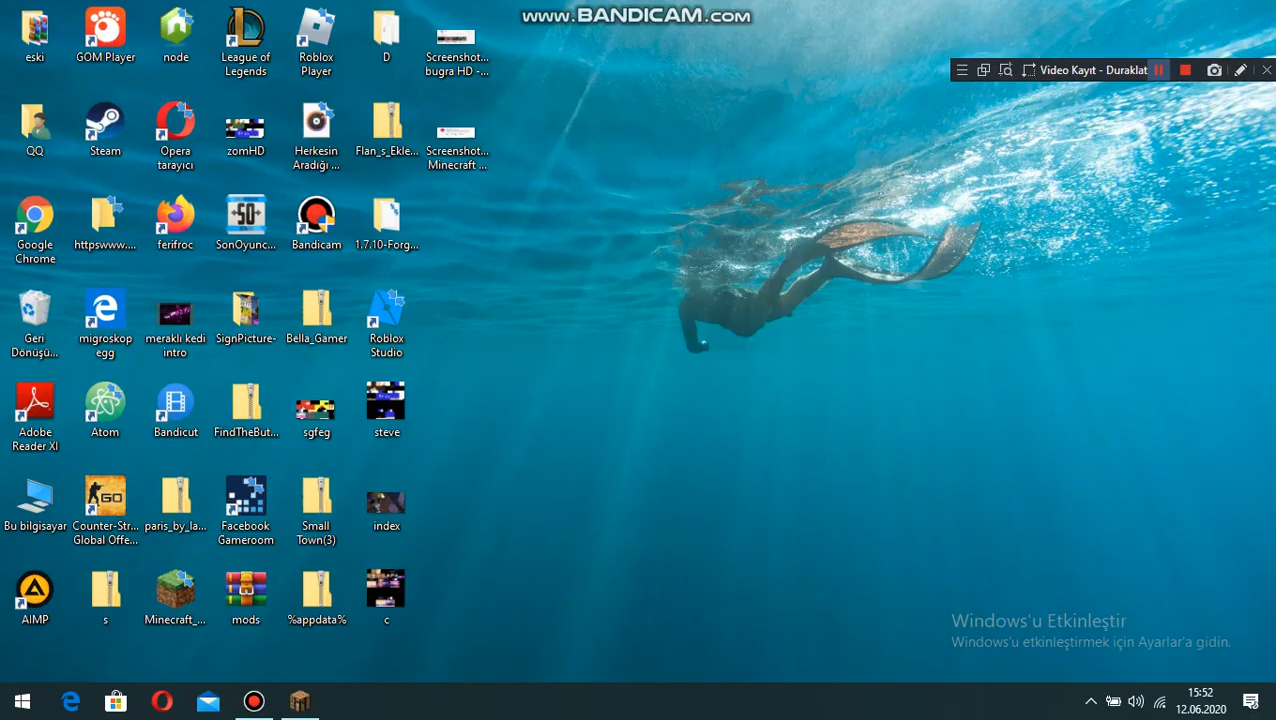 www.BANDICAM.com
eski
GOM Player
node
League of
Legends
Roblox
Player
D
Screenshot...
bugra HD -...
Video Kayıt - Duraklat
QQ
Steam
Opera
tarayıcı
zomHD
Herkesin
Aradığı ...
Flan_s_Ekle...
Screenshot...
Minecraft ...
Google
Chrome
httpswww....
ferifroc
SonOyunc...
Bandicam
1.7.10-Forg...
Geri
Dönüşü...
migroskop
egg
meraklı kedi
intro
SignPicture-
Bella_Gamer
Roblox
Studio
Adobe
Reader XI
Atom
Bandicut
FindTheBut...
sgfeg
steve
Bu bilgisayar
Counter-Str...
Global Offe...
paris_by_la...
Facebook
Gameroom
Small
Town(3)
index
AIMP
s
Minecraft_...
mods
%appdata%
c
Windows'u Etkinleştir
Windows'u etkinleştirmek için Ayarlar'a gidin.
15:52
12.06.2020